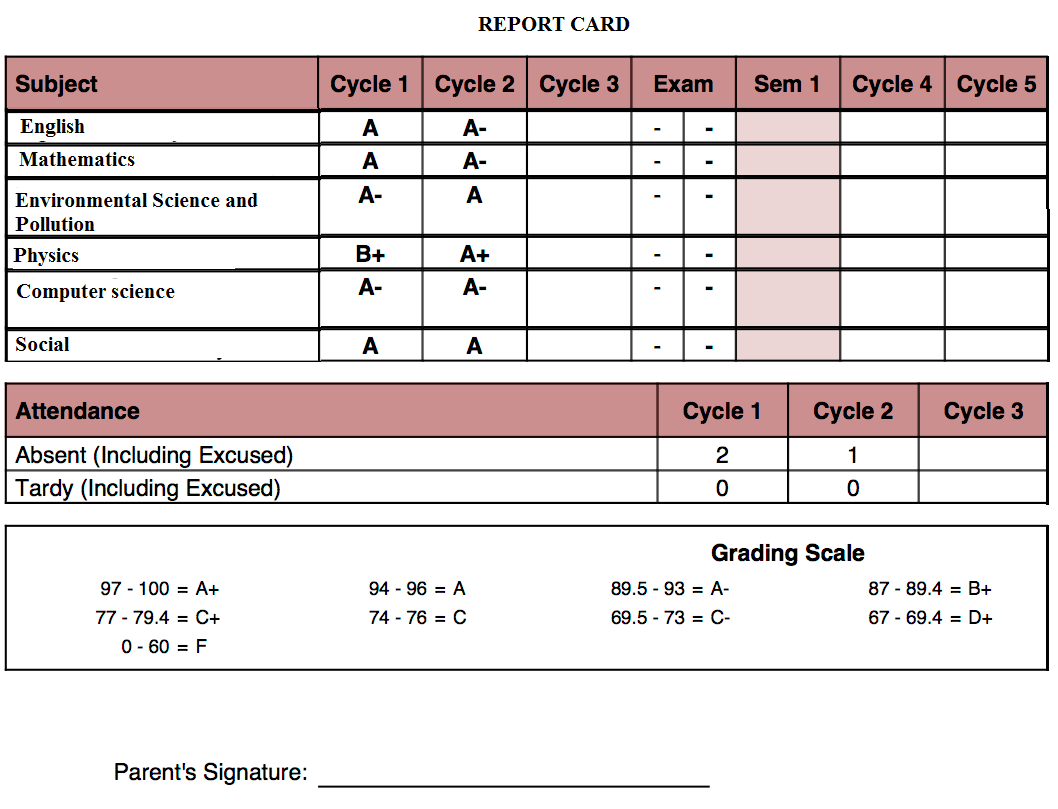 REPORT CARD
Subject Cycle 1 Cycle 2 Cycle 3 Exam Sem 1 Cycle 4 Cycle 5
English A A- - -
Mathematics A A- - -
Environmental Science and Pollution A- A - -
Physics B+ A+ - -
Computer science A- A- - -
Social A A - -
Attendance Cycle 1 Cycle 2 Cycle 3
Absent (Including Excused) 2 1
Tardy (Including Excused) 0 0
Grading Scale
97 - 100 = A+ 94 - 96 = A 89.5 - 93 = A- 87 - 89.4 = B+
77 - 79.4 = C+ 74 - 76 = C 69.5 - 73 = C- 67 - 69.4 = D+
0 - 60 = F
Parent's Signature: